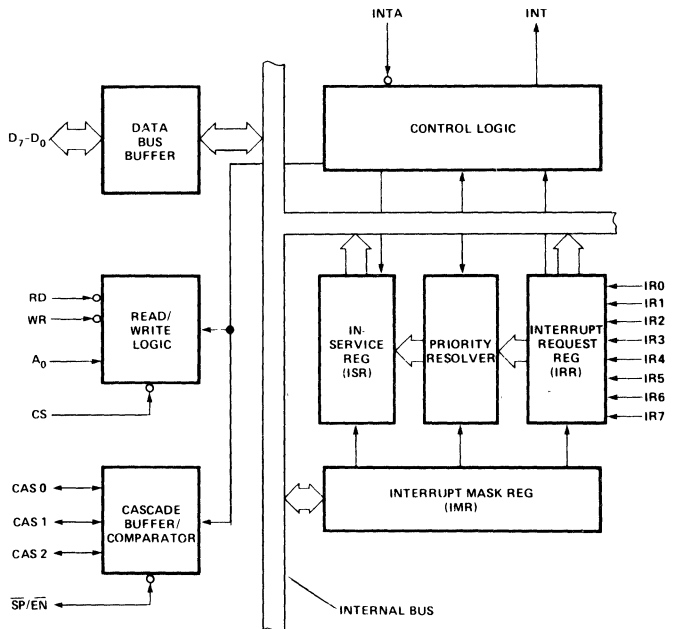 INTA
INT
DATA
BUS
BUFFER
D₇-D₀
CONTROL LOGIC
RD
WR
A₀
CS
READ/
WRITE
LOGIC
IN-
SERVICE
REG
(ISR)
PRIORITY
RESOLVER
INTERRUPT
REQUEST
REG
(IRR)
IR0
IR1
IR2
IR3
IR4
IR5
IR6
IR7
CAS 0
CAS 1
CAS 2
CASCADE
BUFFER/
COMPARATOR
SP/EN
INTERRUPT MASK REG
(IMR)
INTERNAL BUS